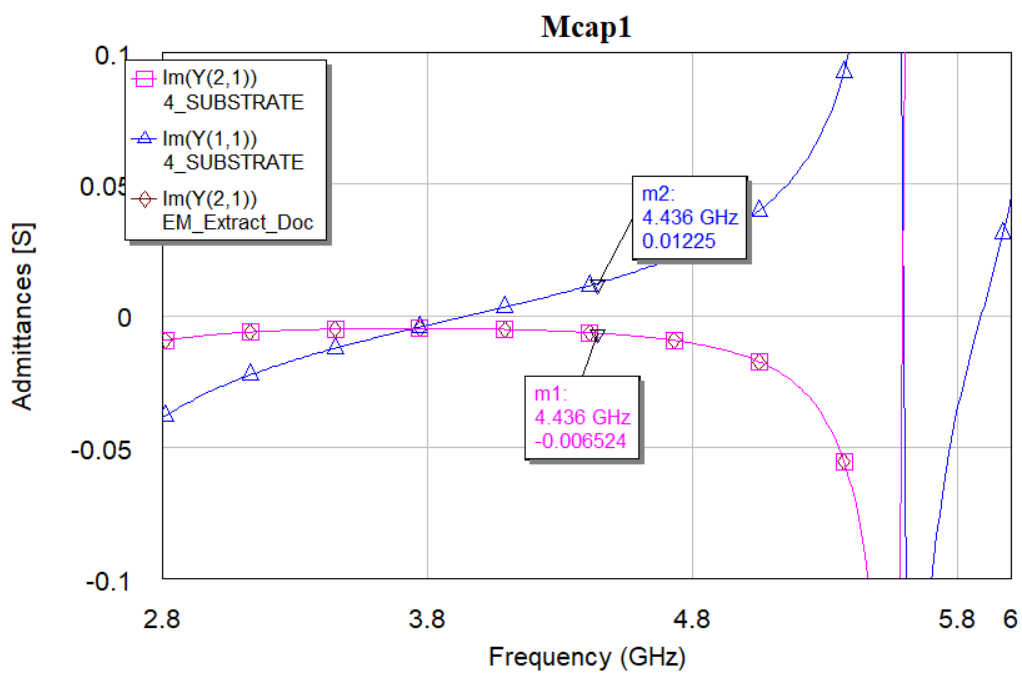 Mcap1
0.1
Im(Y(2,1))
4_SUBSTRATE
Im(Y(1,1))
4_SUBSTRATE
Im(Y(2,1))
EM_Extract_Doc
0.05
m2:
4.436 GHz
0.01225
0
m1:
4.436 GHz
-0.006524
-0.05
-0.1
Admittances [S]
2.8 3.8 4.8 5.8 6
Frequency (GHz)